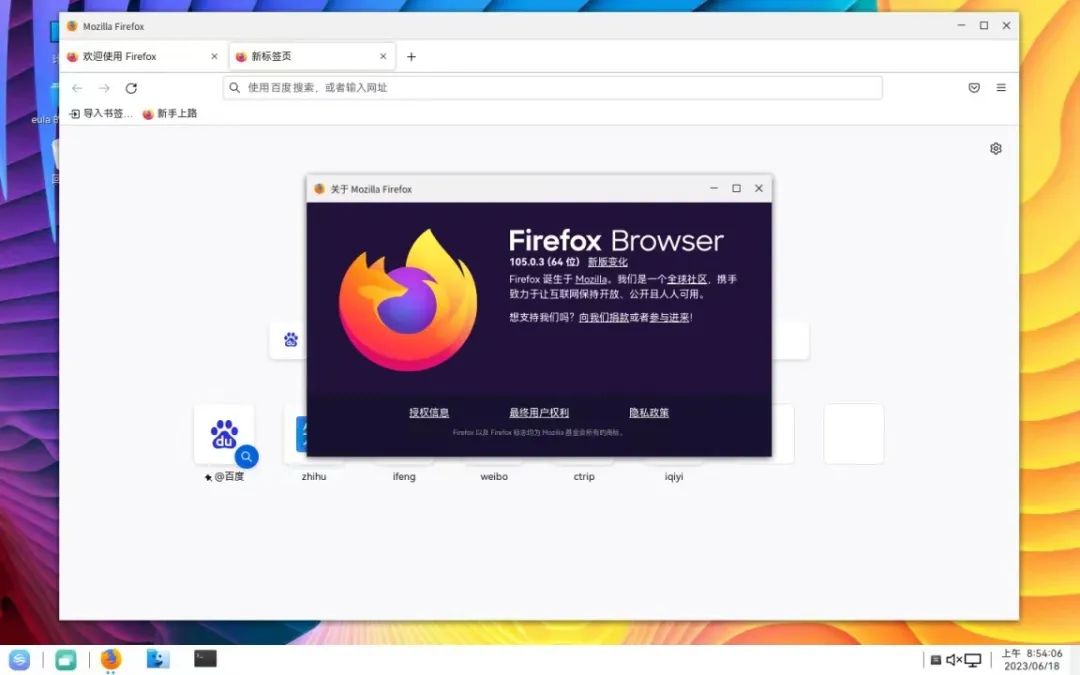 Mozilla Firefox
欢迎使用 Firefox
新标签页
使用百度搜索，或者输入网址
导入书签…
新手上路
关于 Mozilla Firefox
Firefox Browser
105.0.3 (64 位) 新版变化
Firefox 诞生于 Mozilla。我们是一个全球社区，携手
致力于让互联网保持开放、公开且人人可用。
想支持我们吗？向我们捐款或者参与进来！
授权信息
最终用户权利
隐私政策
Firefox 以及 Firefox 标志均为 Mozilla 基金会所有的商标。
du
du
@百度
zhihu
ifeng
weibo
ctrip
iqiyi
eula
上午 8:54:06
2023/06/18